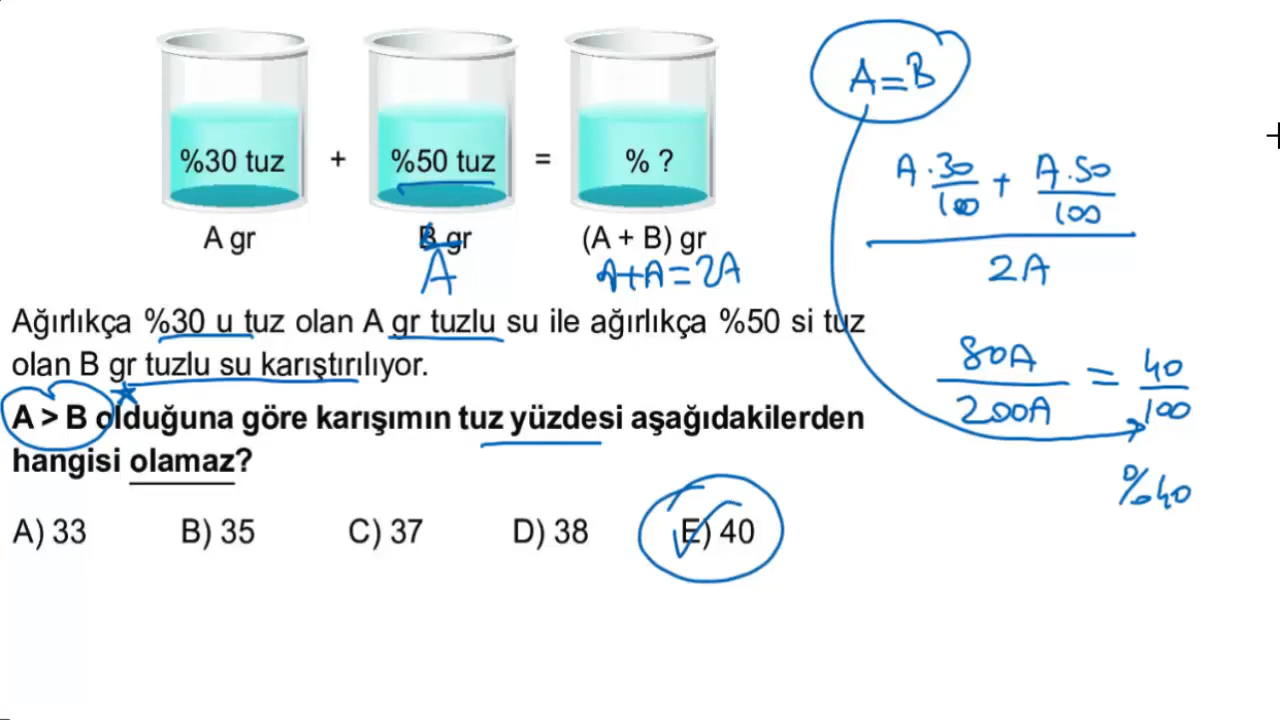 %30 tuz + %50 tuz = % ?
A gr B gr (A + B) gr
A A+A=2A
Ağırlıkça %30 u tuz olan A gr tuzlu su ile ağırlıkça %50 si tuz
olan B gr tuzlu su karıştırılıyor.
A > B olduğuna göre karışımın tuz yüzdesi aşağıdakilerden
hangisi olamaz?
A) 33 B) 35 C) 37 D) 38 E) 40
A=B
A.30/100 + A.50/100
2A
80A/200A = 40/100
%40